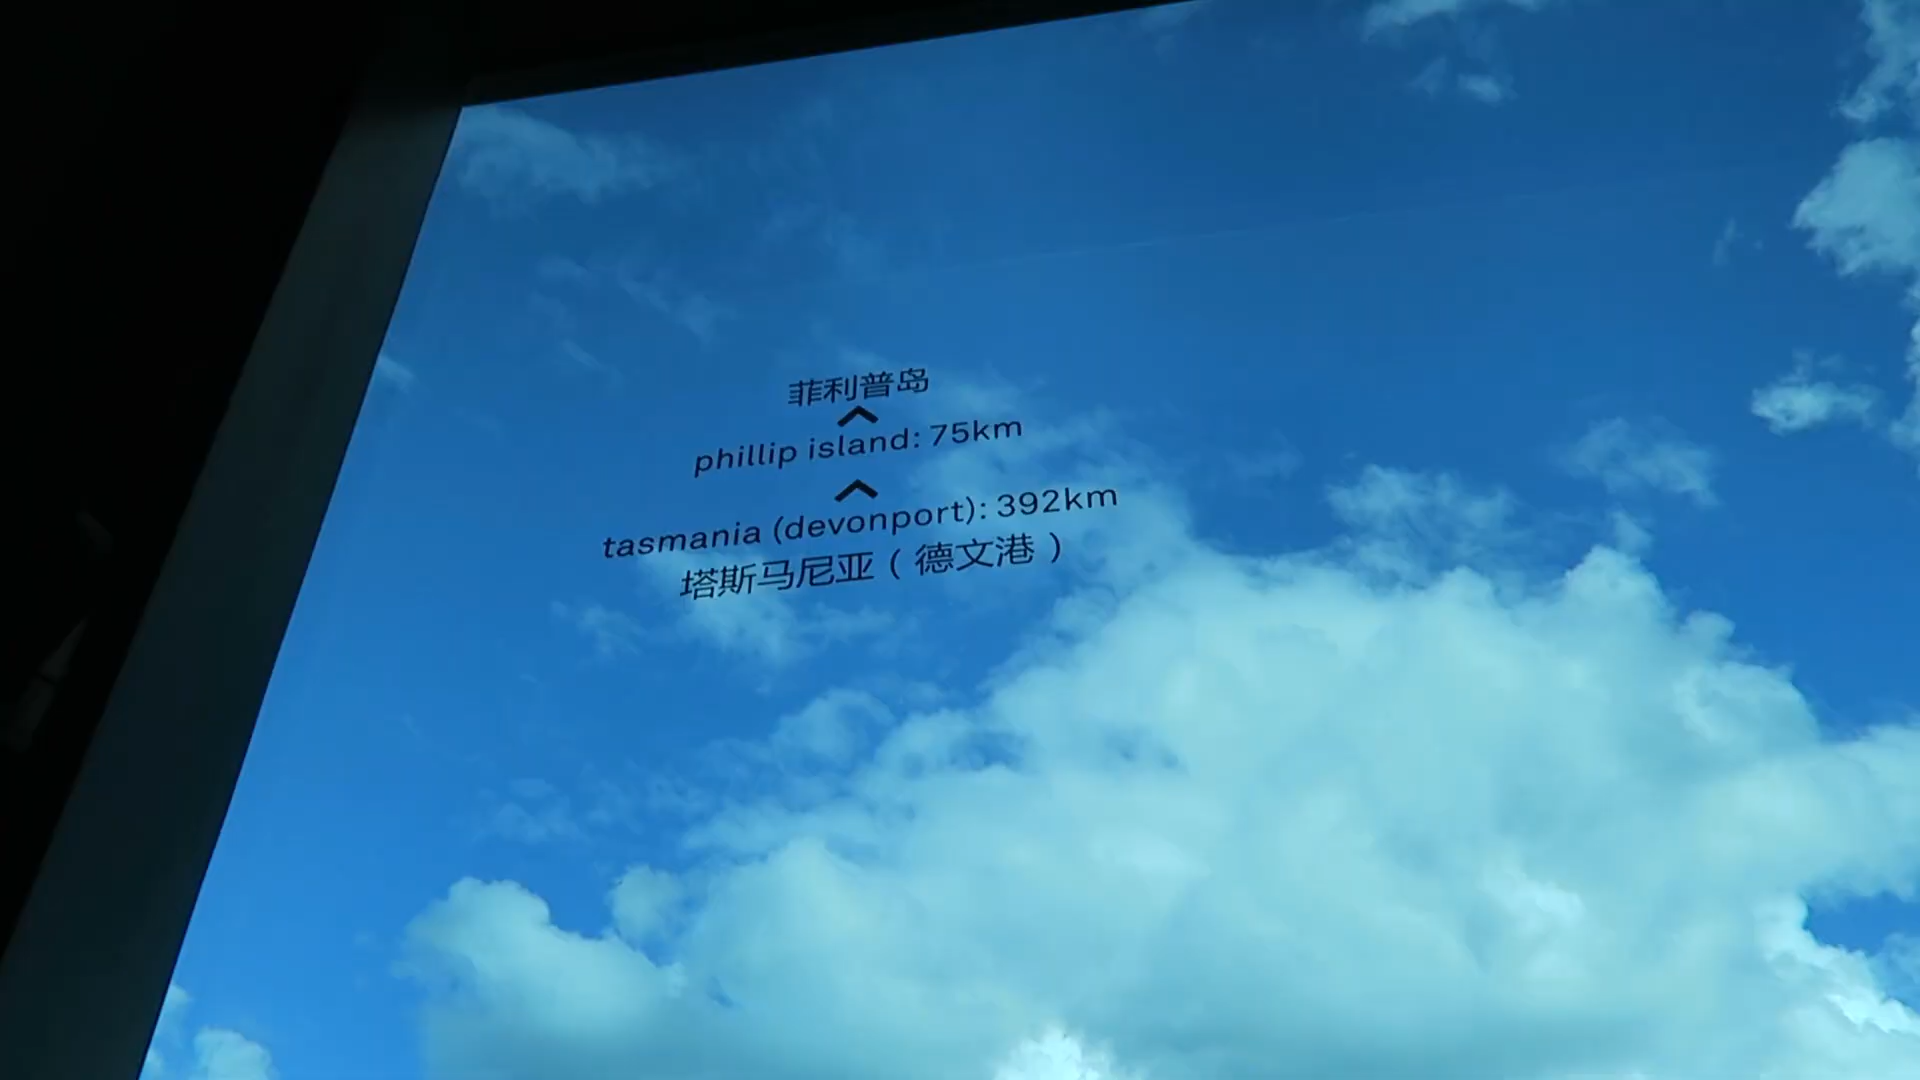 菲利普岛
phillip island: 75km
tasmania (devonport): 392km
塔斯马尼亚（德文港）